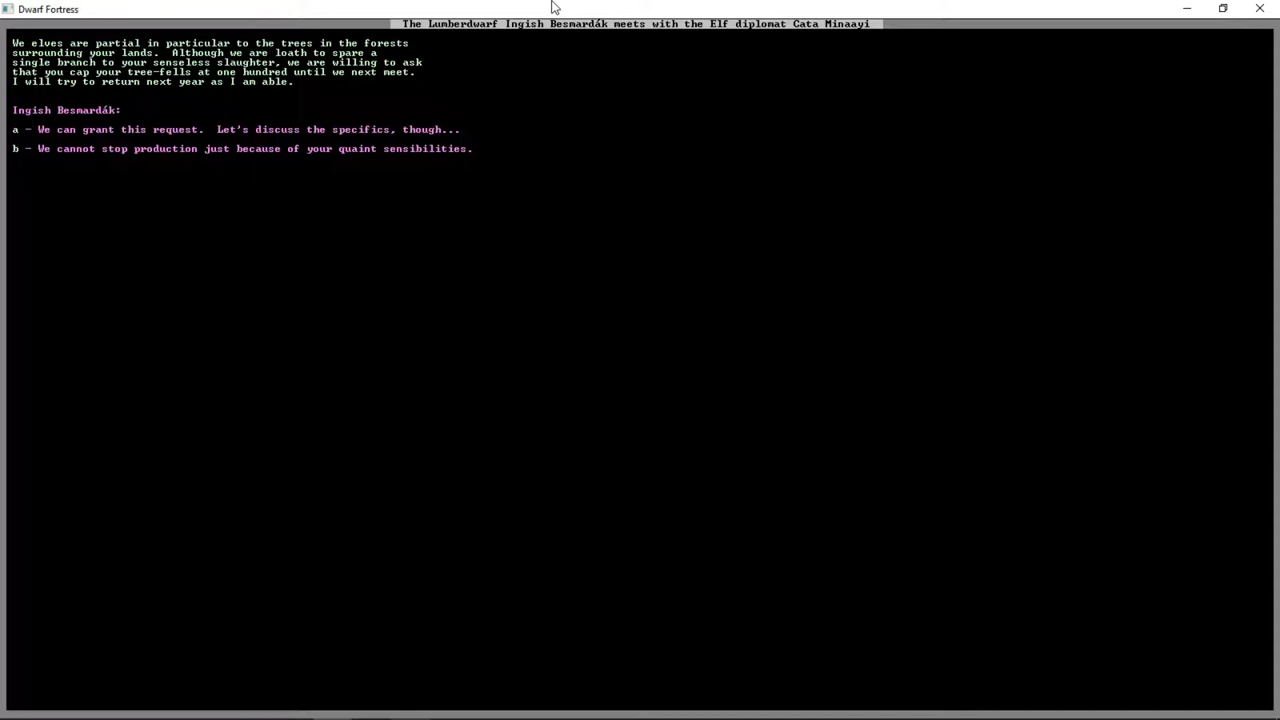 Dwarf Fortress
The Lumberdwarf Ingish Besmardák meets with the Elf diplomat Cata Minaayi
We elves are partial in particular to the trees in the forests
surrounding your lands.  Although we are loath to spare a
single branch to your senseless slaughter, we are willing to ask
that you cap your tree-fells at one hundred until we next meet.
I will try to return next year as I am able.
Ingish Besmardák:
a - We can grant this request.  Let's discuss the specifics, though...
b - We cannot stop production just because of your quaint sensibilities.